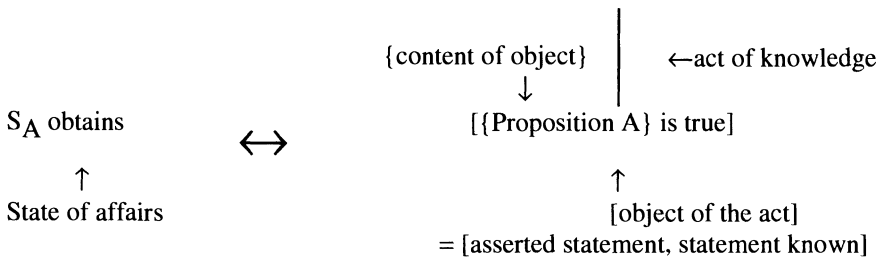 {content of object} ←act of knowledge
↓
S_A obtains ↔ [{Proposition A} is true]
↑ ↑
State of affairs [object of the act]
= [asserted statement, statement known]